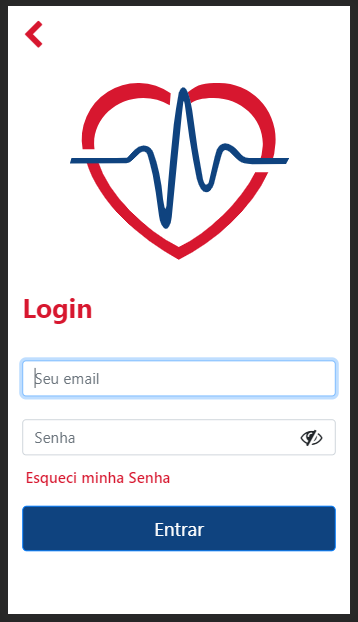 Login
Seu email
Senha
Esqueci minha Senha
Entrar